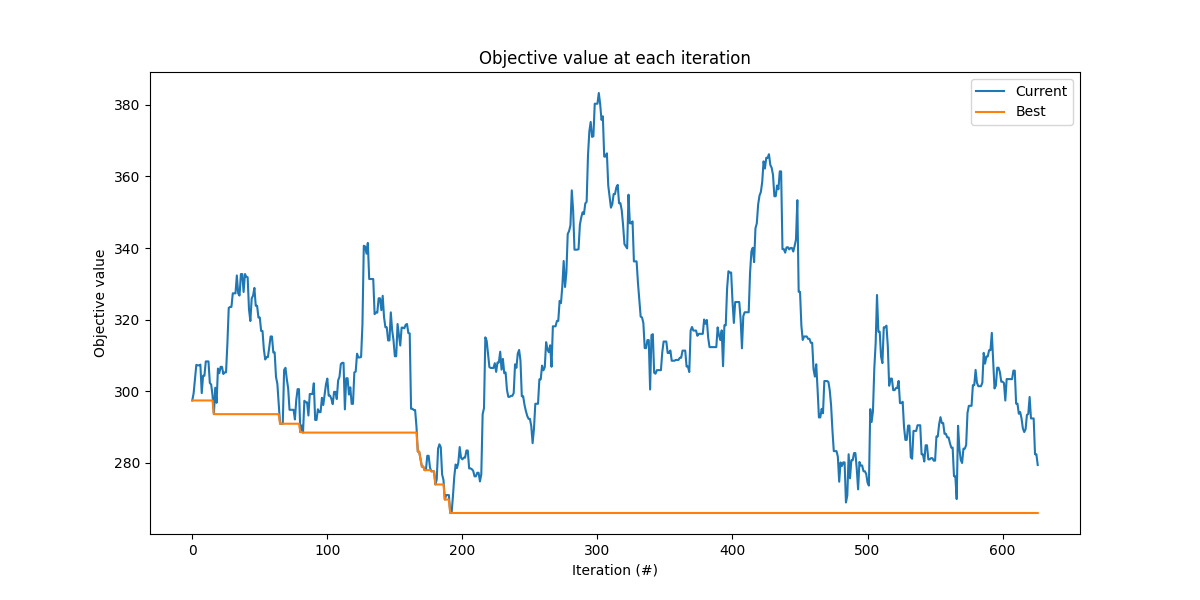 Objective value at each iteration
Current
Best
Objective value
380
360
340
320
300
280
0 100 200 300 400 500 600
Iteration (#)